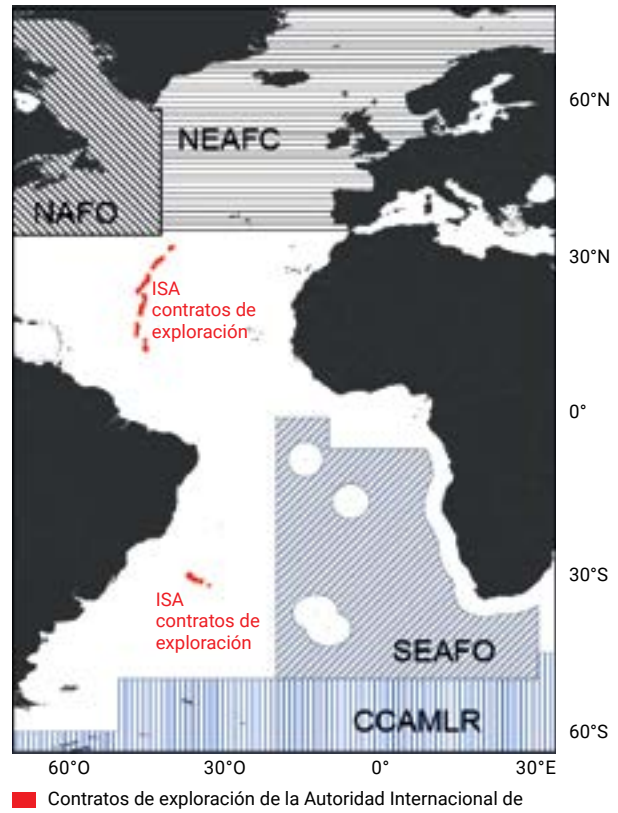 60°N
NEAFC
NAFO
30°N
ISA
contratos de
exploración
0°
30°S
ISA
contratos de
exploración
SEAFO
CCAMLR
60°S
60°O 30°O 0° 30°E
Contratos de exploración de la Autoridad Internacional de